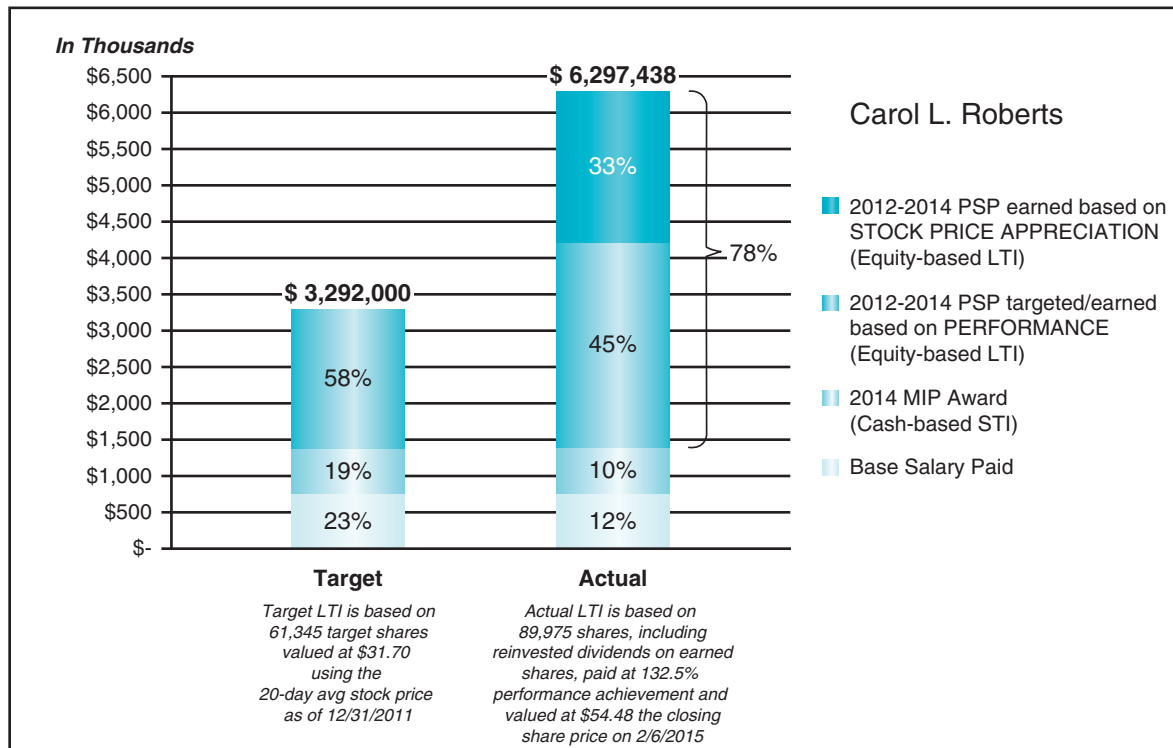 In Thousands
$6,500
$6,000
$5,500
$5,000
$4,500
$4,000
$3,500
$3,000
$2,500
$2,000
$1,500
$1,000
$500
$-
$ 3,292,000
58%
19%
23%
$ 6,297,438
33%
45%
10%
12%
78%
Target
Target LTI is based on
61,345 target shares
valued at $31.70
using the
20-day avg stock price
as of 12/31/2011
Actual
Actual LTI is based on
89,975 shares, including
reinvested dividends on earned
shares, paid at 132.5%
performance achievement and
valued at $54.48 the closing
share price on 2/6/2015
Carol L. Roberts
2012-2014 PSP earned based on
STOCK PRICE APPRECIATION
(Equity-based LTI)
2012-2014 PSP targeted/earned
based on PERFORMANCE
(Equity-based LTI)
2014 MIP Award
(Cash-based STI)
Base Salary Paid